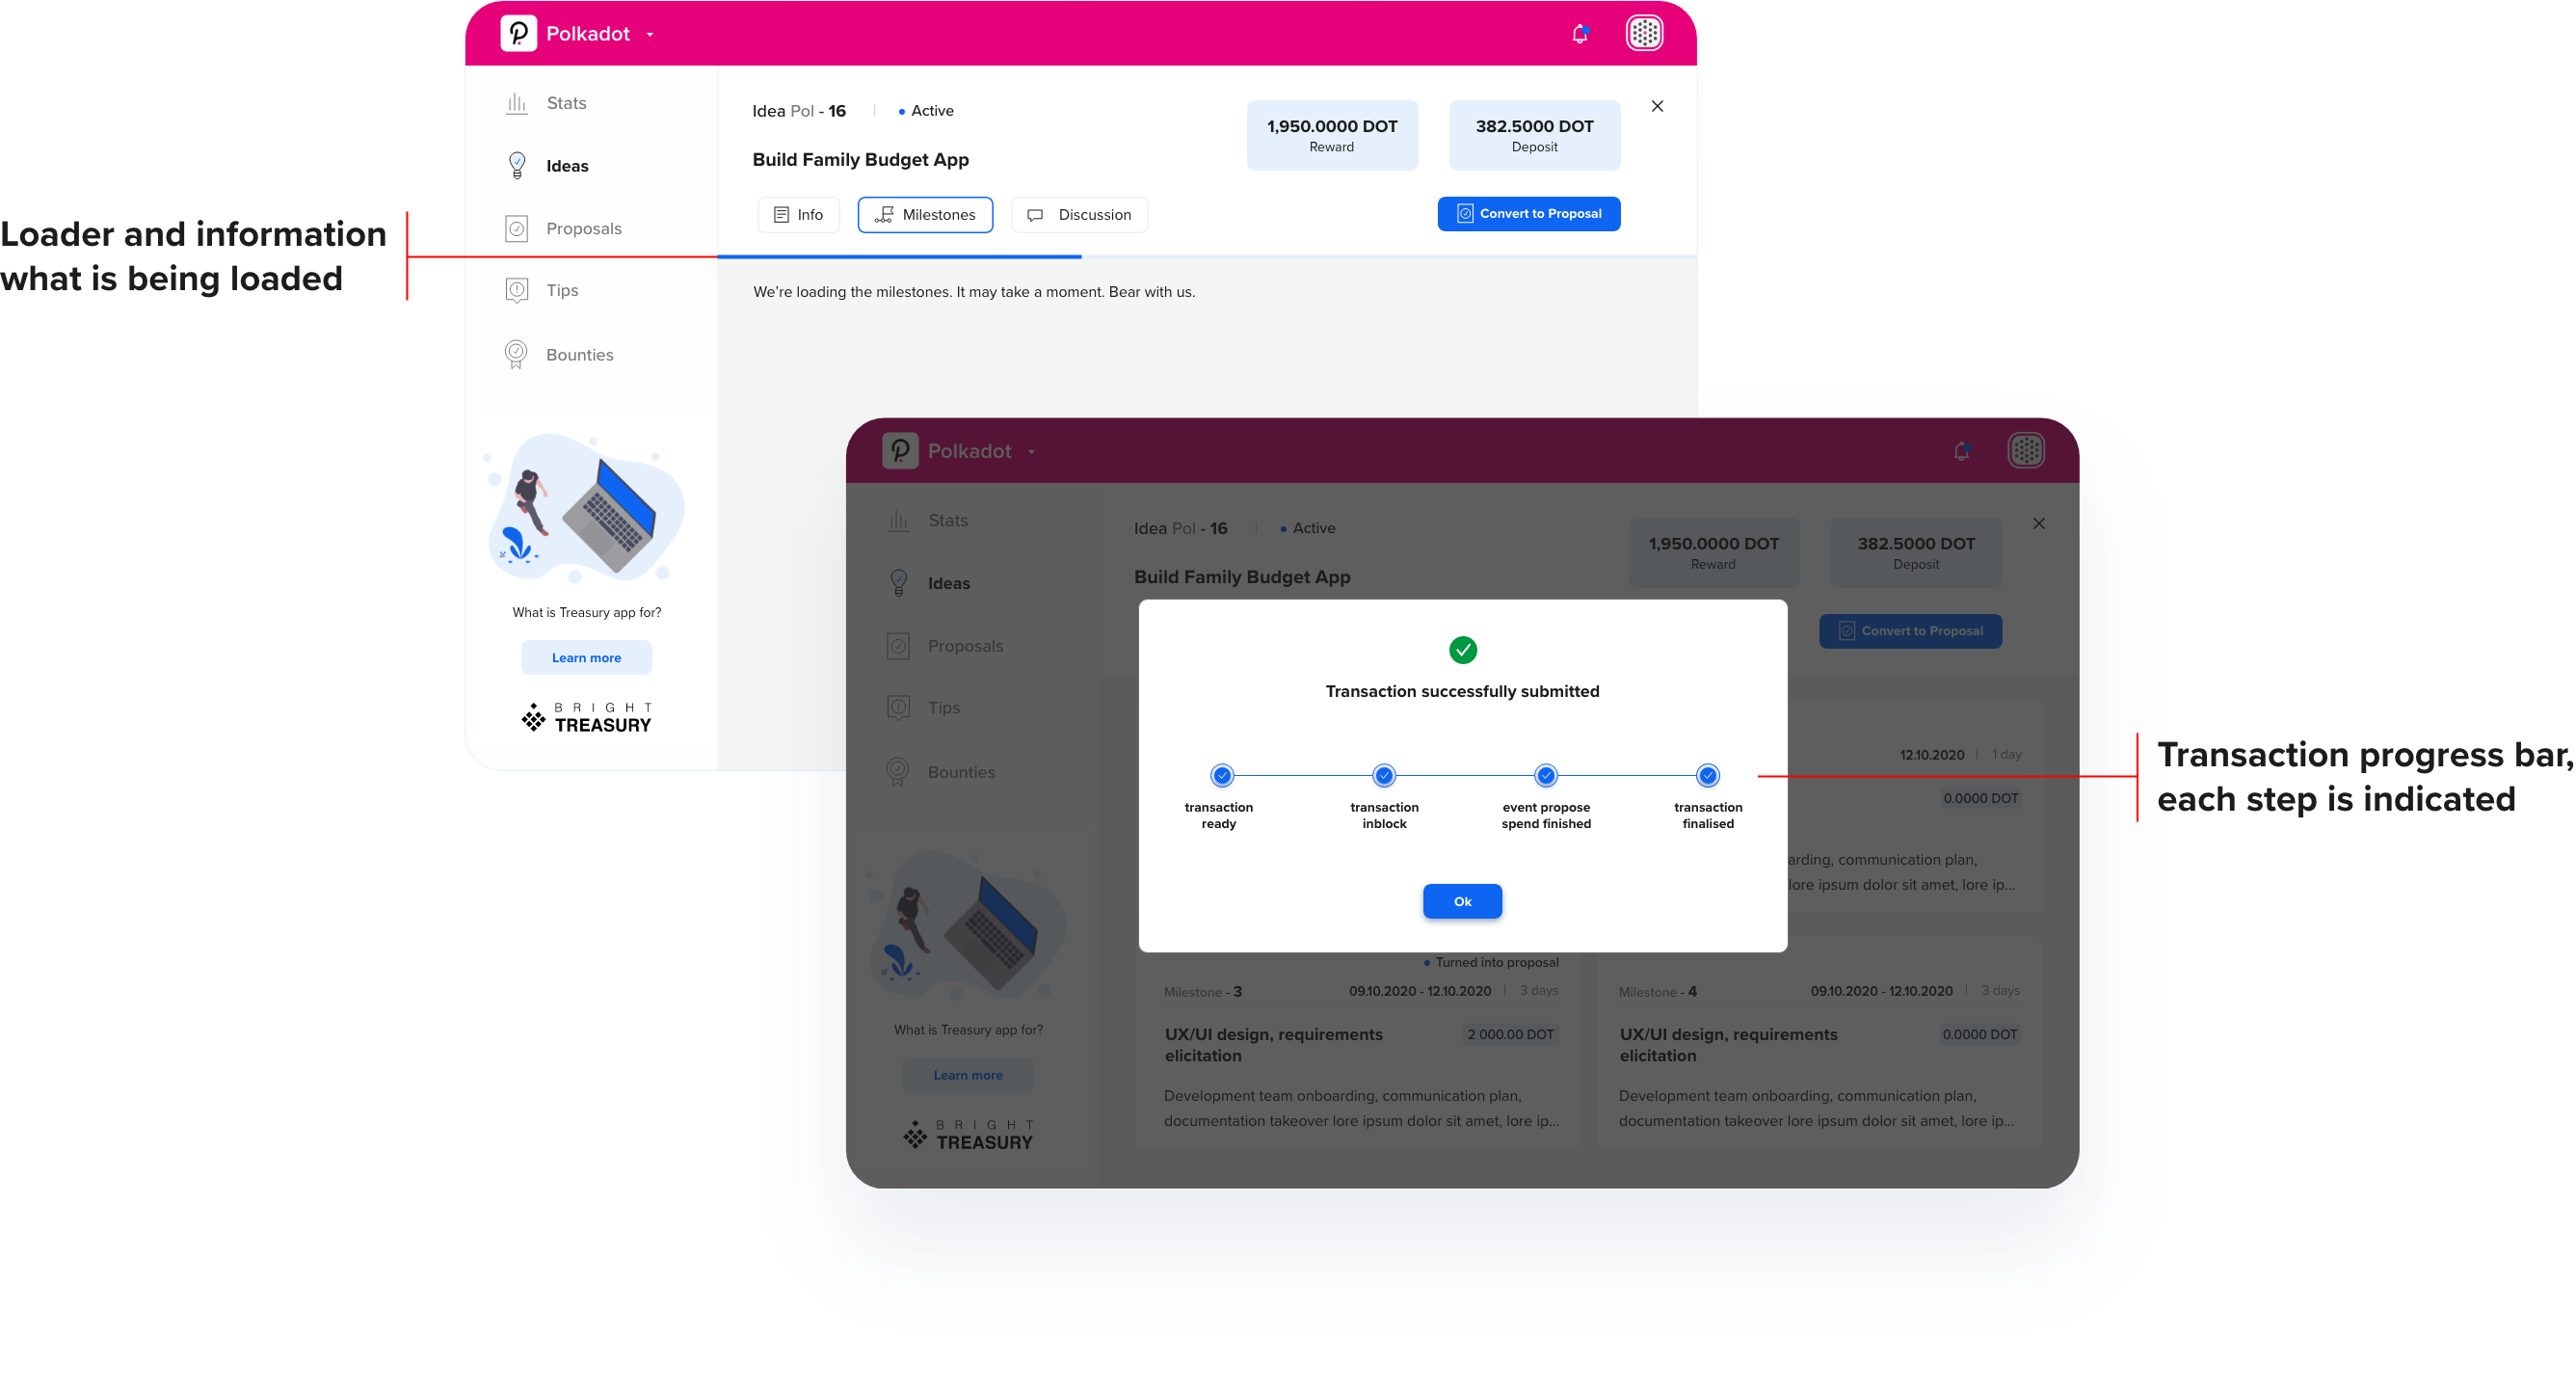 Loader and information
what is being loaded
Polkadot
Stats
Ideas
Proposals
Tips
Bounties
What is Treasury app for?
Learn more
BRIGHT
TREASURY
Idea Pol - 16
Active
Build Family Budget App
1,950.0000 DOT
Reward
382.5000 DOT
Deposit
Info
Milestones
Discussion
Convert to Proposal
We’re loading the milestones. It may take a moment. Bear with us.
Polkadot
Stats
Ideas
Proposals
Tips
Bounties
What is Treasury app for?
Learn more
BRIGHT
TREASURY
Idea Pol - 16
Active
Build Family Budget App
1,950.0000 DOT
Reward
382.5000 DOT
Deposit
Convert to Proposal
Transaction successfully submitted
transaction
ready
transaction
inblock
event propose
spend finished
transaction
finalised
Ok
12.10.2020 | 1 day
0.0000 DOT
arding, communication plan,
lore ipsum dolor sit amet, lore ip...
Turned into proposal
Milestone - 3
09.10.2020 - 12.10.2020 | 3 days
UX/UI design, requirements
elicitation
2 000.00 DOT
Development team onboarding, communication plan,
documentation takeover lore ipsum dolor sit amet, lore ip...
Milestone - 4
09.10.2020 - 12.10.2020 | 3 days
UX/UI design, requirements
elicitation
0.0000 DOT
Development team onboarding, communication plan,
documentation takeover lore ipsum dolor sit amet, lore ip...
Transaction progress bar,
each step is indicated